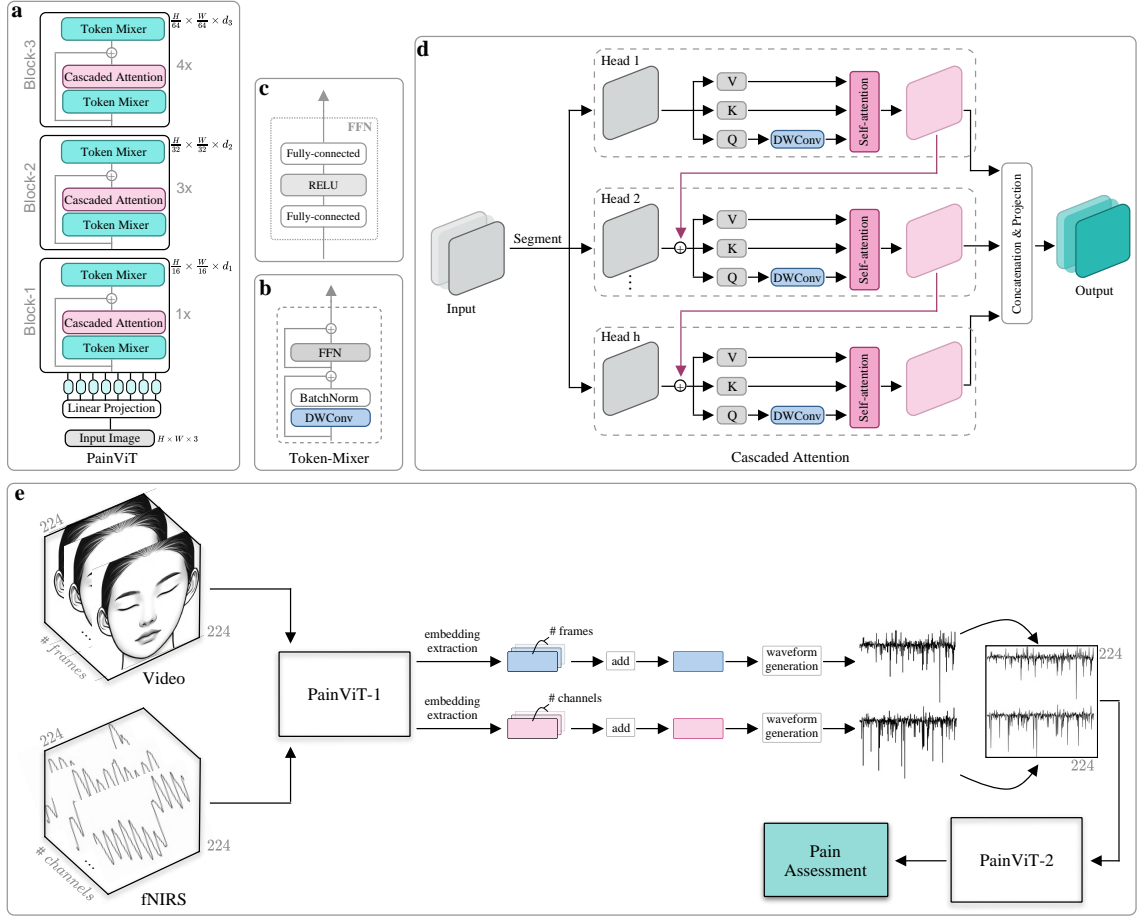 a
Block-3
Token Mixer
H/64 × W/64 × d₃
4x
Cascaded Attention
Token Mixer
Block-2
Token Mixer
H/32 × W/32 × d₂
3x
Cascaded Attention
Token Mixer
Block-1
Token Mixer
H/16 × W/16 × d₁
1x
Cascaded Attention
Token Mixer
Linear Projection
Input Image
H × W × 3
PainViT
c
FFN
Fully-connected
RELU
Fully-connected
b
FFN
BatchNorm
DWConv
Token-Mixer
d
Input
Segment
Head 1
V
K
Q
DWConv
Self-attention
Head 2
V
K
Q
DWConv
Self-attention
⋮
Head h
V
K
Q
DWConv
Self-attention
Concatenation & Projection
Output
Cascaded Attention
e
224
224
# frames
...
Video
224
224
# channels
...
fNIRS
PainViT-1
embedding
extraction
# frames
add
waveform
generation
embedding
extraction
# channels
add
waveform
generation
224
224
PainViT-2
Pain
Assessment